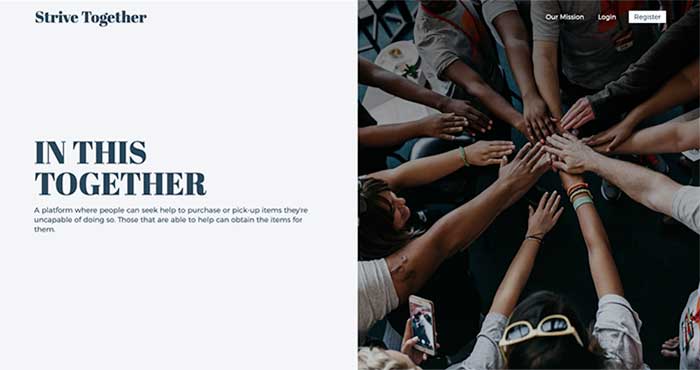 Strive Together
Our Mission Login Register
IN THIS
TOGETHER
A platform where people can seek help to purchase or pick-up items they're
uncapable of doing so. Those that are able to help can obtain the items for
them.